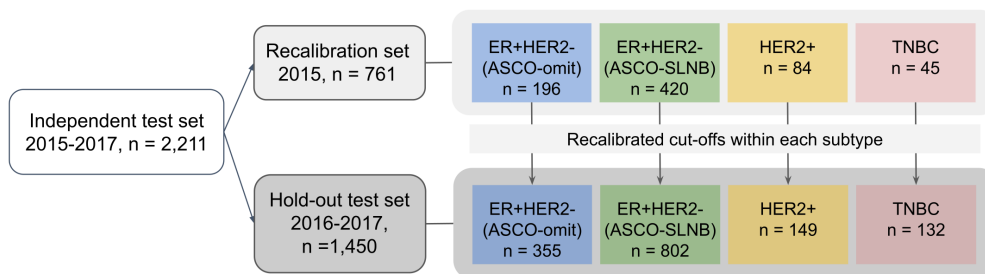 Independent test set
2015-2017, n = 2,211
Recalibration set
2015, n = 761
ER+HER2-
(ASCO-omit)
n = 196
ER+HER2-
(ASCO-SLNB)
n = 420
HER2+
n = 84
TNBC
n = 45
Recalibrated cut-offs within each subtype
Hold-out test set
2016-2017,
n =1,450
ER+HER2-
(ASCO-omit)
n = 355
ER+HER2-
(ASCO-SLNB)
n = 802
HER2+
n = 149
TNBC
n = 132